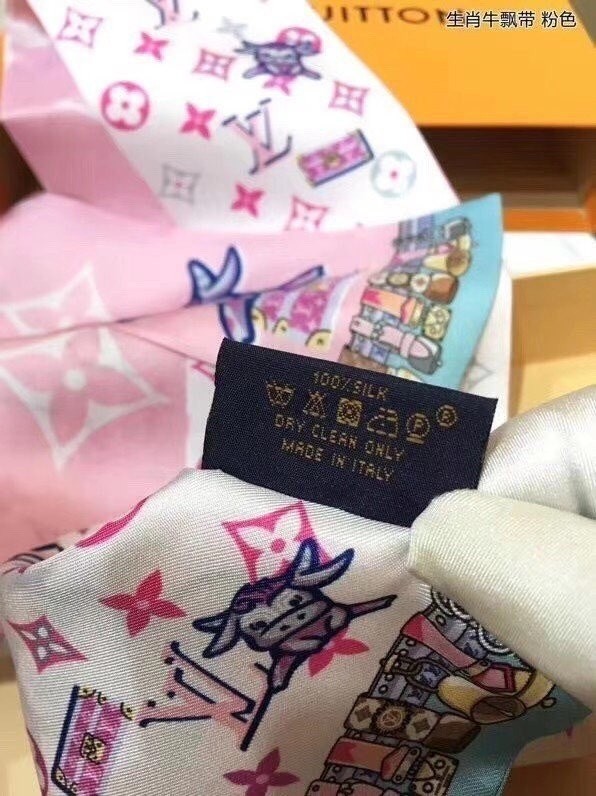 UITTON
生肖牛飘带 粉色
100% SILK
P R
DRY CLEAN ONLY
MADE IN ITALY